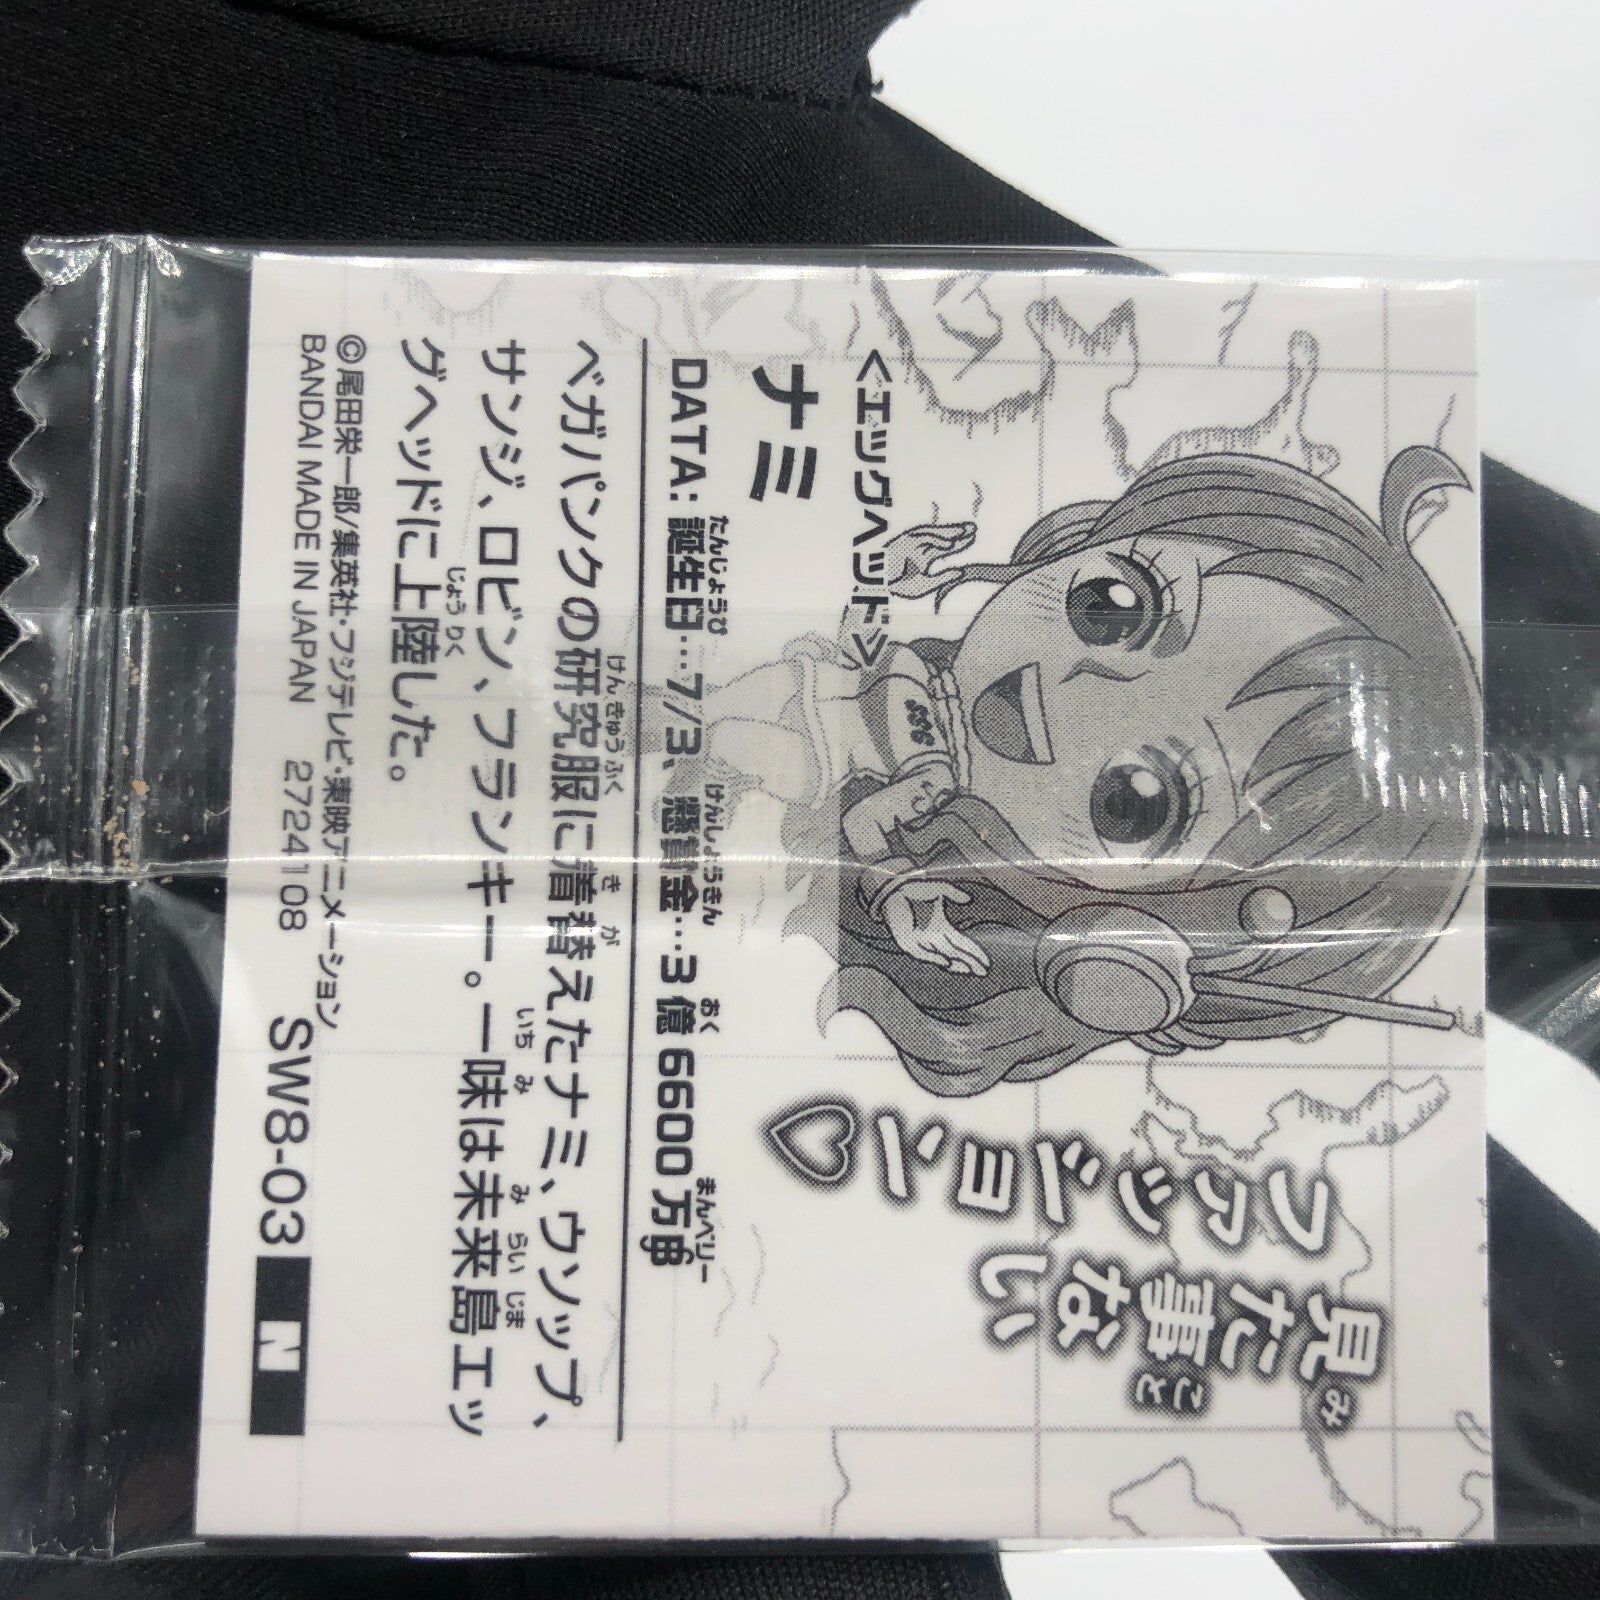 見た事ない
ファッション♡
<エッグヘッド>
ナミ
DATA：誕生日…7/3、懸賞金…3億6600万
ベガパンクの研究服に着替えたナミ、ウソップ、
サンジ、ロビン、フランキー。一味は未来島エッ
グヘッドに上陸した。
©尾田栄一郎/集英社・フジテレビ・東映アニメーション
BANDAI MADE IN JAPAN 2724108 SW8-03 N